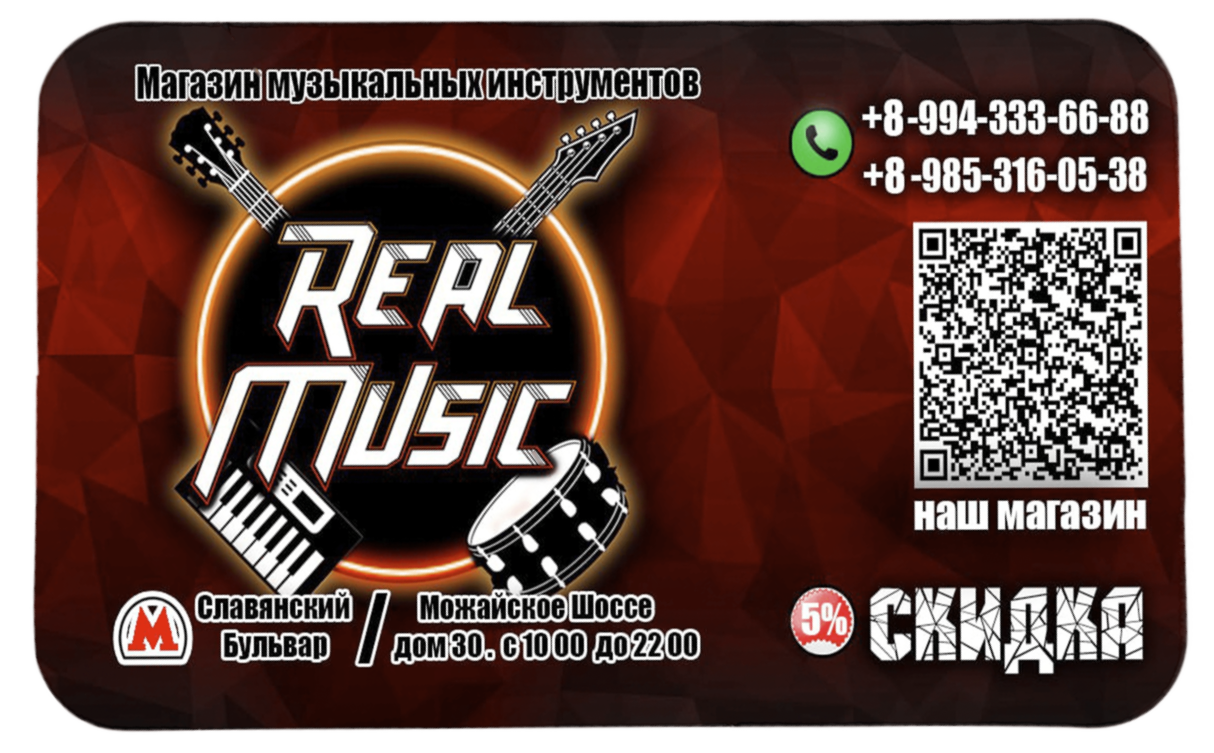 Магазин музыкальных инструментов
REAL
MUSIC
Славянский
Бульвар
/
Можайское Шоссе
дом 30. с 10 00 до 22 00
+8-994-333-66-88
+8-985-316-05-38
наш магазин
5% СКИДКА